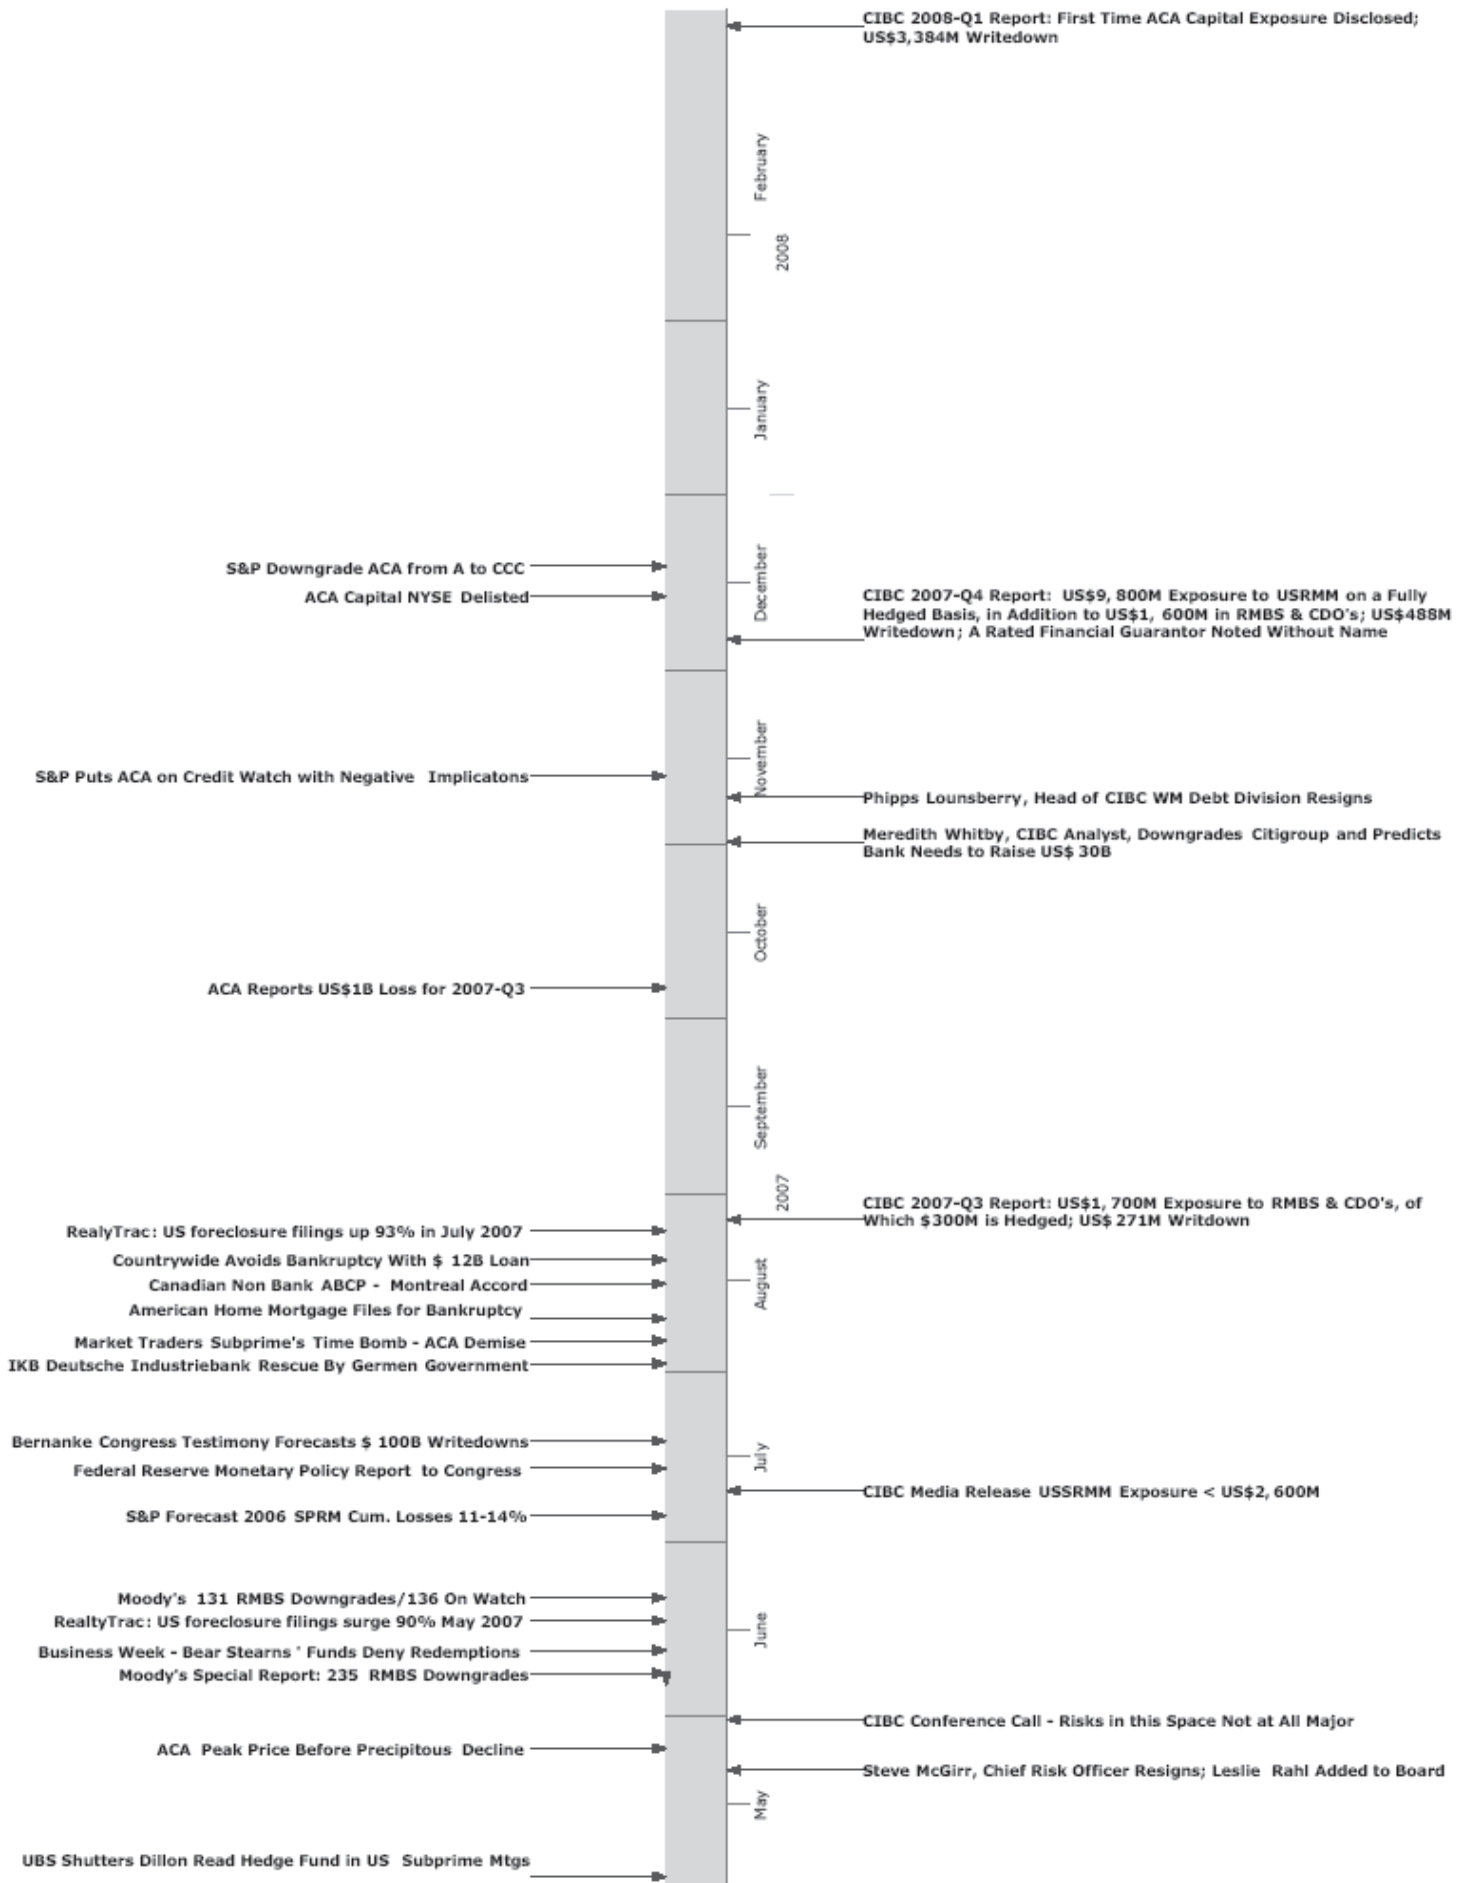 CIBC 2008-Q1 Report: First Time ACA Capital Exposure Disclosed;
US$3,384M Writedown
February
2008
January
S&P Downgrade ACA from A to CCC
ACA Capital NYSE Delisted
December
CIBC 2007-Q4 Report: US$9, 800M Exposure to USRMM on a Fully
Hedged Basis, in Addition to US$1, 600M in RMBS & CDO's; US$488M
Writedown; A Rated Financial Guarantor Noted Without Name
November
S&P Puts ACA on Credit Watch with Negative Implicatons
Phipps Lounsberry, Head of CIBC WM Debt Division Resigns
Meredith Whitby, CIBC Analyst, Downgrades Citigroup and Predicts
Bank Needs to Raise US$ 30B
October
ACA Reports US$1B Loss for 2007-Q3
September
2007
CIBC 2007-Q3 Report: US$1, 700M Exposure to RMBS & CDO's, of
Which $300M is Hedged; US$ 271M Writdown
RealyTrac: US foreclosure filings up 93% in July 2007
Countrywide Avoids Bankruptcy With $ 12B Loan
Canadian Non Bank ABCP - Montreal Accord
August
American Home Mortgage Files for Bankruptcy
Market Traders Subprime's Time Bomb - ACA Demise
IKB Deutsche Industriebank Rescue By Germen Government
Bernanke Congress Testimony Forecasts $ 100B Writedowns
July
Federal Reserve Monetary Policy Report to Congress
CIBC Media Release USSRMM Exposure < US$2, 600M
S&P Forecast 2006 SPRM Cum. Losses 11-14%
Moody's 131 RMBS Downgrades/136 On Watch
RealtyTrac: US foreclosure filings surge 90% May 2007
June
Business Week - Bear Stearns ' Funds Deny Redemptions
Moody's Special Report: 235 RMBS Downgrades
CIBC Conference Call - Risks in this Space Not at All Major
ACA Peak Price Before Precipitous Decline
Steve McGirr, Chief Risk Officer Resigns; Leslie Rahl Added to Board
May
UBS Shutters Dillon Read Hedge Fund in US Subprime Mtgs